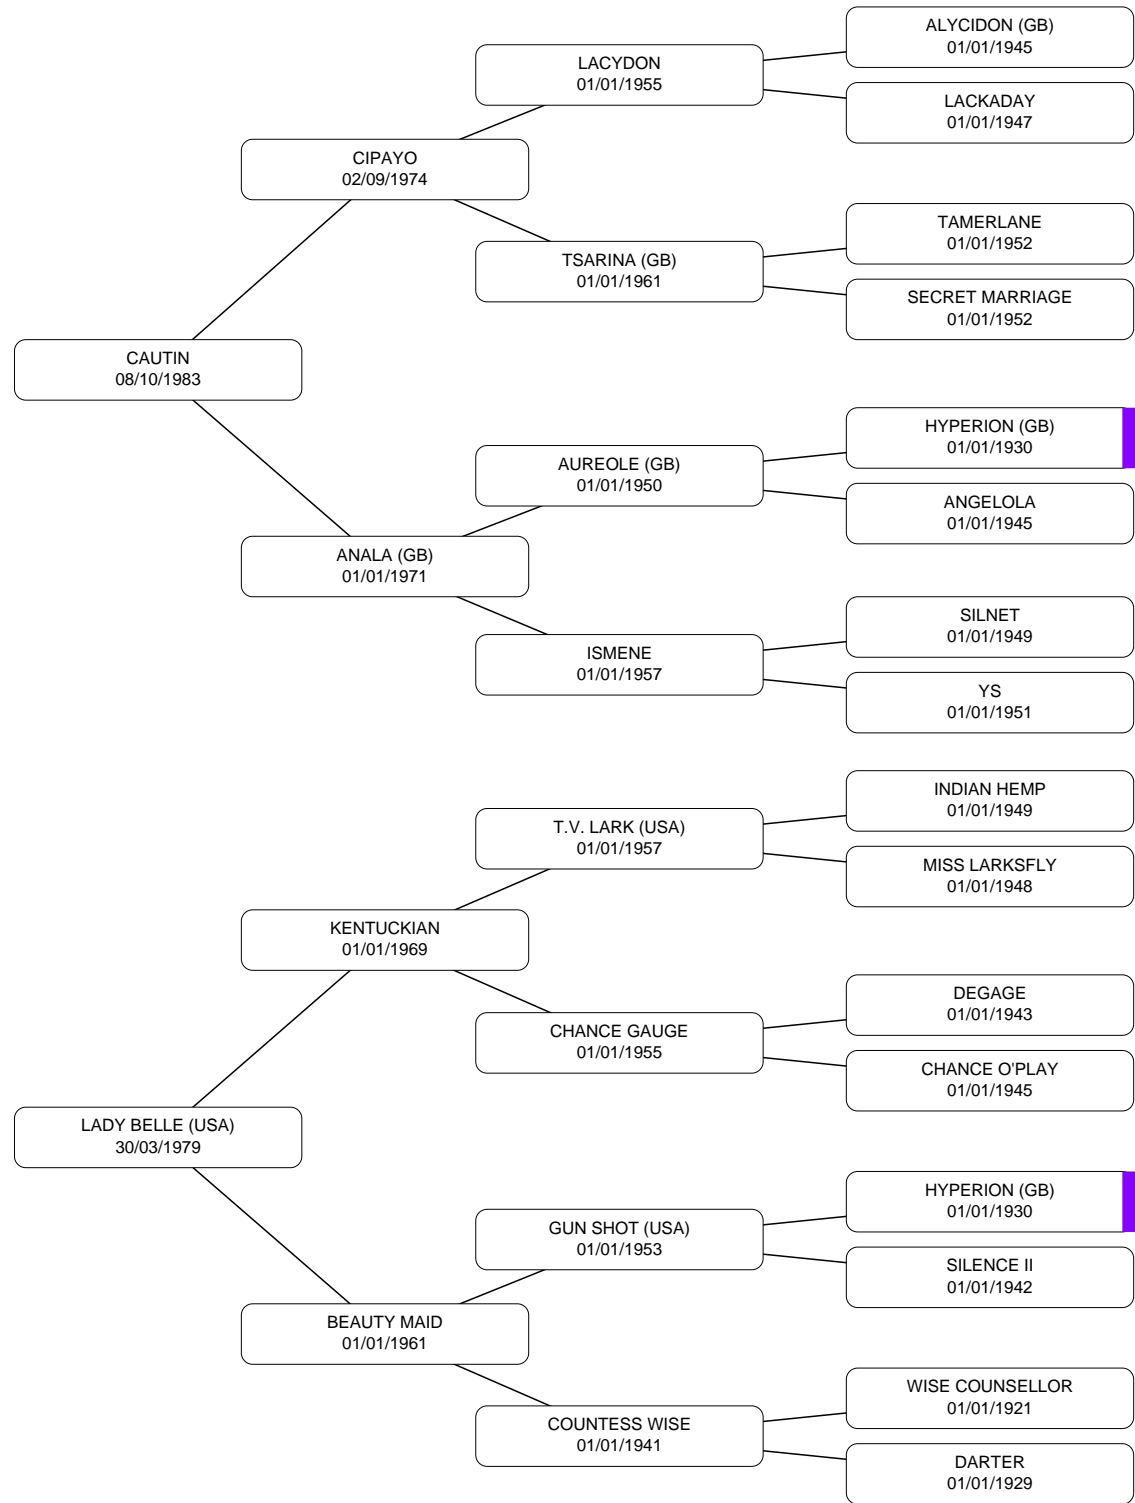 ALYCIDON (GB)
01/01/1945
LACYDON
01/01/1955
LACKADAY
01/01/1947
CIPAYO
02/09/1974
TAMERLANE
01/01/1952
TSARINA (GB)
01/01/1961
SECRET MARRIAGE
01/01/1952
CAUTIN
08/10/1983
HYPERION (GB)
01/01/1930
AUREOLE (GB)
01/01/1950
ANGELOLA
01/01/1945
ANALA (GB)
01/01/1971
SILNET
01/01/1949
ISMENE
01/01/1957
YS
01/01/1951
INDIAN HEMP
01/01/1949
T.V. LARK (USA)
01/01/1957
MISS LARKSFLY
01/01/1948
KENTUCKIAN
01/01/1969
DEGAGE
01/01/1943
CHANCE GAUGE
01/01/1955
CHANCE O'PLAY
01/01/1945
LADY BELLE (USA)
30/03/1979
HYPERION (GB)
01/01/1930
GUN SHOT (USA)
01/01/1953
SILENCE II
01/01/1942
BEAUTY MAID
01/01/1961
WISE COUNSELLOR
01/01/1921
COUNTESS WISE
01/01/1941
DARTER
01/01/1929